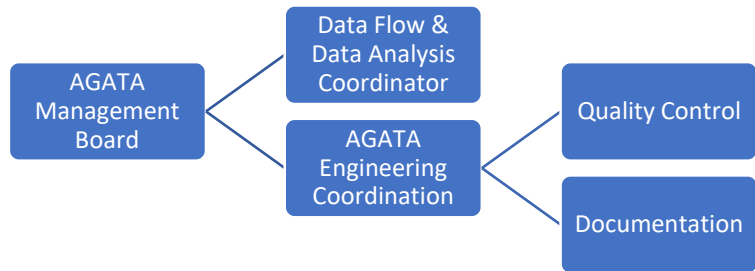 AGATA
Management
Board
Data Flow &
Data Analysis
Coordinator
AGATA
Engineering
Coordination
Quality Control
Documentation